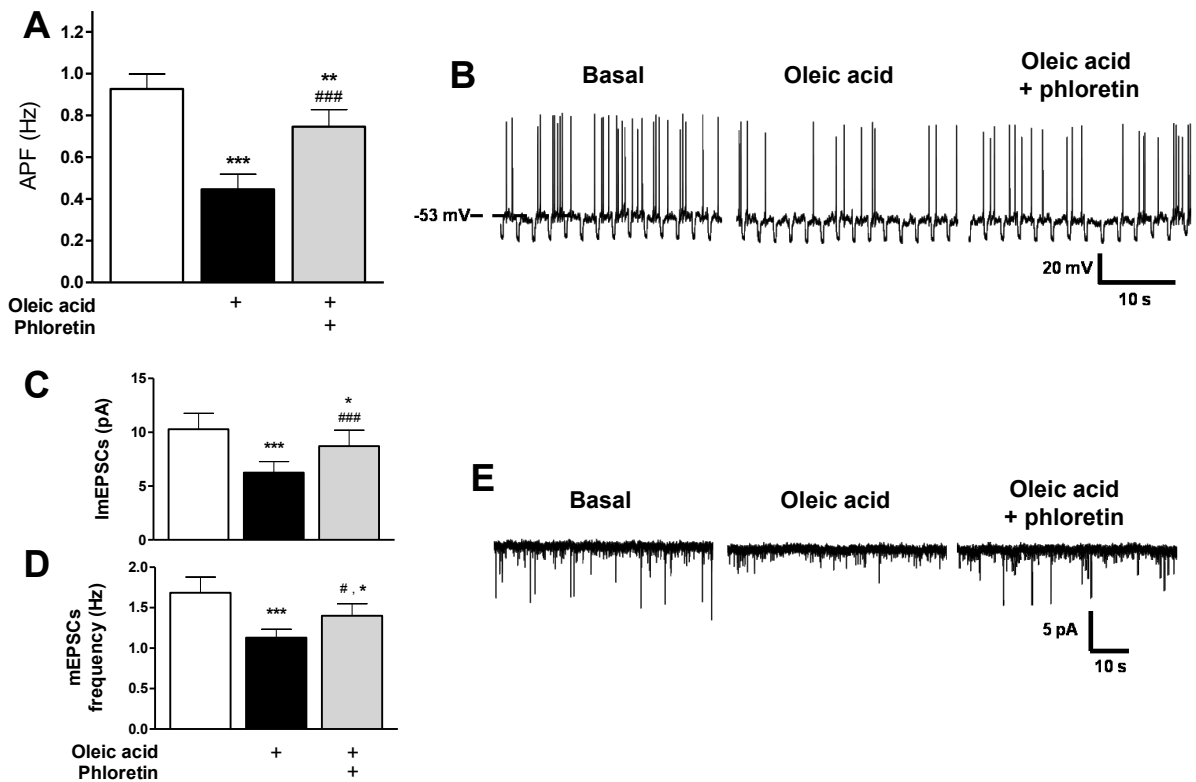 A
1.2
1.0
0.8
0.6
0.4
0.2
0.0
APF (Hz)
***
**
###
Oleic acid + +
Phloretin +
B
Basal
Oleic acid
Oleic acid
+ phloretin
-53 mV
20 mV
10 s
C
15
10
5
0
ImEPSCs (pA)
***
*
###
D
2.0
1.5
1.0
1.5
0.0
mEPSCs
frequency (Hz)
***
# , *
Oleic acid + +
Phloretin +
E
Basal
Oleic acid
Oleic acid
+ phloretin
5 pA
10 s